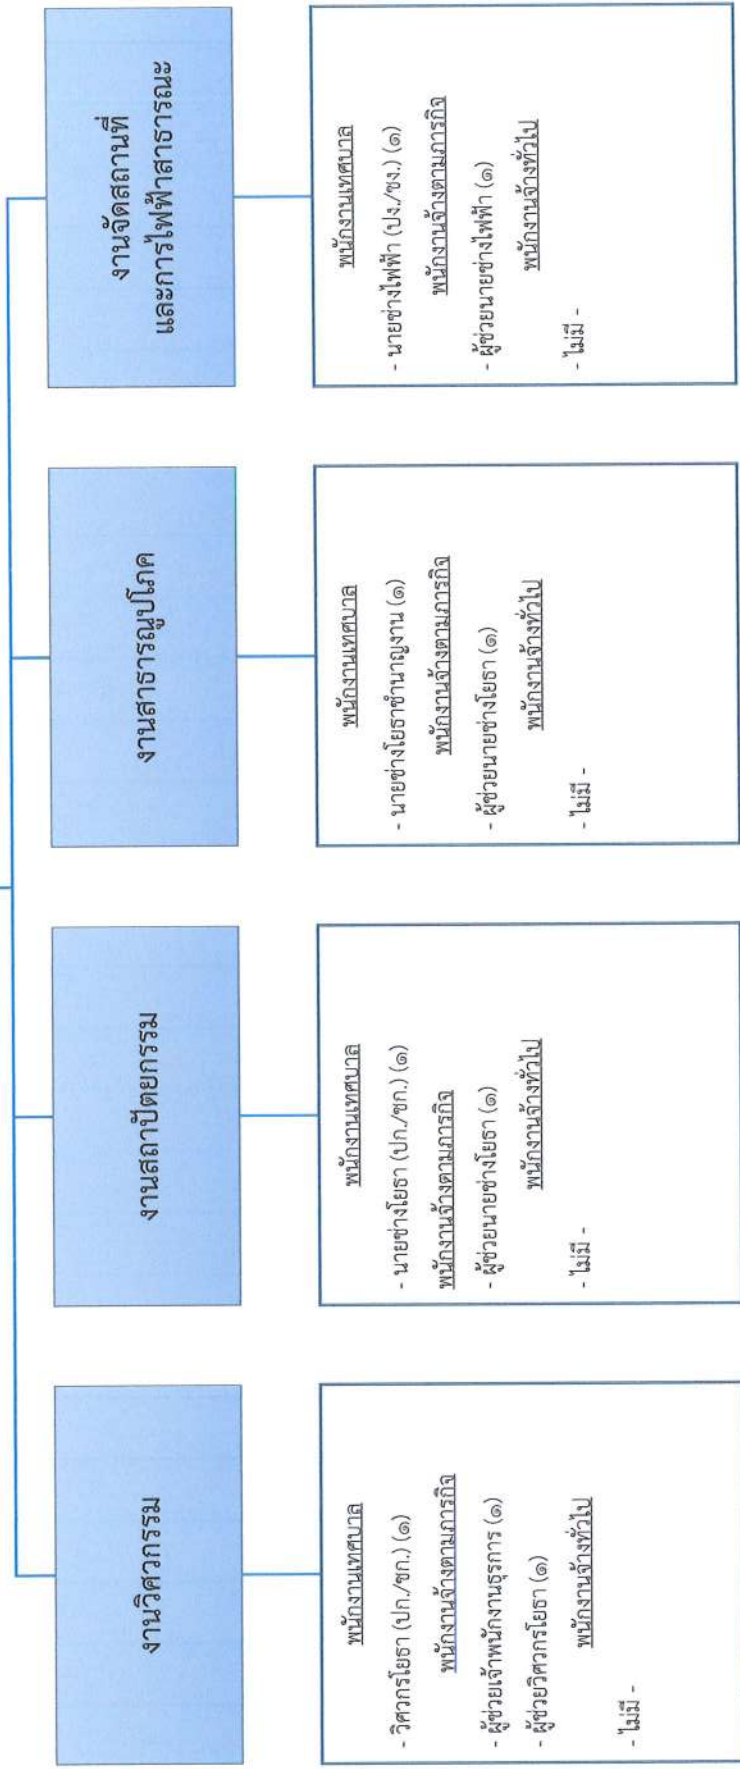 งานวิศวกรรม
พนักงานเทศบาล
- วิศวกรโยธา (ปก./ชก.) (๑)
พนักงานจ้างตามภารกิจ
- ผู้ช่วยเจ้าพนักงานธุรการ (๑)
- ผู้ช่วยวิศวกรโยธา (๑)
พนักงานจ้างทั่วไป
- ไม่มี -
งานสถาปัตยกรรม
พนักงานเทศบาล
- นายช่างโยธา (ปก./ชก.) (๑)
พนักงานจ้างตามภารกิจ
- ผู้ช่วยนายช่างโยธา (๑)
พนักงานจ้างทั่วไป
- ไม่มี -
งานสาธารณูปโภค
พนักงานเทศบาล
- นายช่างโยธาชำนาญงาน (๑)
พนักงานจ้างตามภารกิจ
- ผู้ช่วยนายช่างโยธา (๑)
พนักงานจ้างทั่วไป
- ไม่มี -
งานจัดสถานที่
และการไฟฟ้าสาธารณะ
พนักงานเทศบาล
- นายช่างไฟฟ้า (ปง./ชง.) (๑)
พนักงานจ้างตามภารกิจ
- ผู้ช่วยนายช่างไฟฟ้า (๑)
พนักงานจ้างทั่วไป
- ไม่มี -